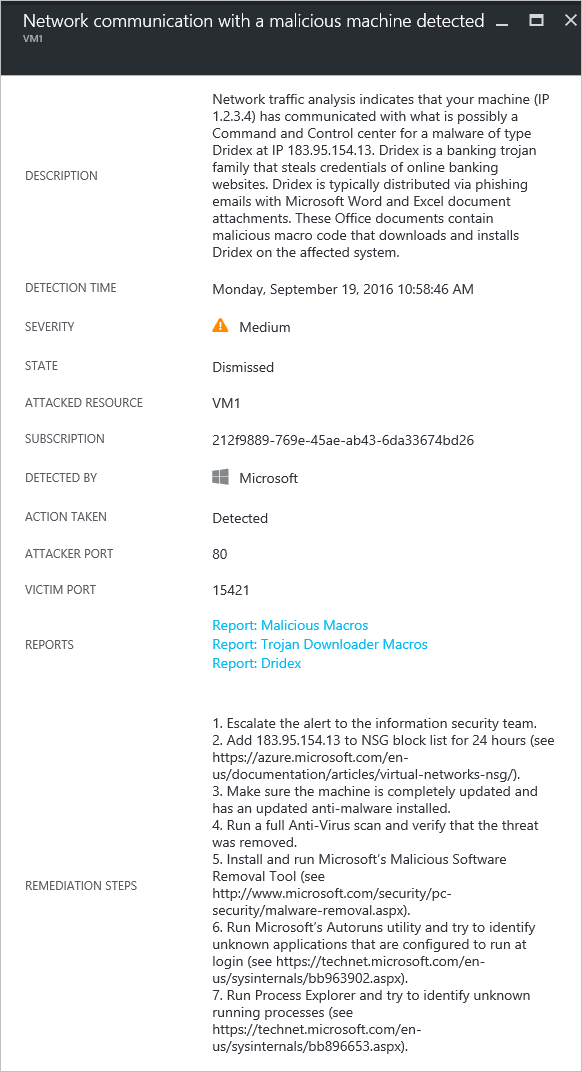 Network communication with a malicious machine detected
VM1
DESCRIPTION
Network traffic analysis indicates that your machine (IP
1.2.3.4) has communicated with what is possibly a
Command and Control center for a malware of type
Dridex at IP 183.95.154.13. Dridex is a banking trojan
family that steals credentials of online banking
websites. Dridex is typically distributed via phishing
emails with Microsoft Word and Excel document
attachments. These Office documents contain
malicious macro code that downloads and installs
Dridex on the affected system.
DETECTION TIME
Monday, September 19, 2016 10:58:46 AM
SEVERITY
Medium
STATE
Dismissed
ATTACKED RESOURCE
VM1
SUBSCRIPTION
212f9889-769e-45ae-ab43-6da33674bd26
DETECTED BY
Microsoft
ACTION TAKEN
Detected
ATTACKER PORT
80
VICTIM PORT
15421
REPORTS
Report: Malicious Macros
Report: Trojan Downloader Macros
Report: Dridex
REMEDIATION STEPS
1. Escalate the alert to the information security team.
2. Add 183.95.154.13 to NSG block list for 24 hours (see
https://azure.microsoft.com/en-
us/documentation/articles/virtual-networks-nsg/).
3. Make sure the machine is completely updated and
has an updated anti-malware installed.
4. Run a full Anti-Virus scan and verify that the threat
was removed.
5. Install and run Microsoft's Malicious Software
Removal Tool (see
http://www.microsoft.com/security/pc-
security/malware-removal.aspx).
6. Run Microsoft's Autoruns utility and try to identify
unknown applications that are configured to run at
login (see https://technet.microsoft.com/en-
us/sysinternals/bb963902.aspx).
7. Run Process Explorer and try to identify unknown
running processes (see
https://technet.microsoft.com/en-
us/sysinternals/bb896653.aspx).